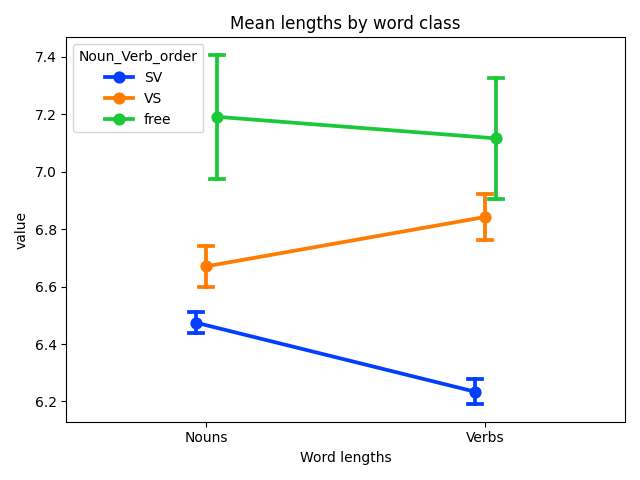 Mean lengths by word class
Noun_Verb_order
SV
VS
free
value
7.4
7.2
7.0
6.8
6.6
6.4
6.2
Nouns
Verbs
Word lengths